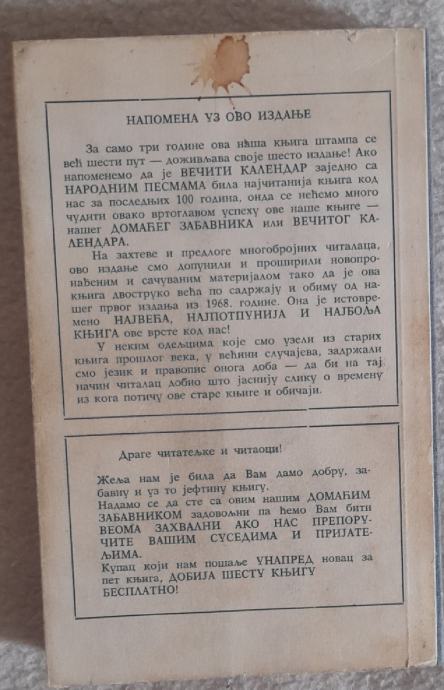 НАПОМЕНА УЗ ОВО ИЗДАЊЕ
За само три године ова наша књига штампа се
већ шести пут — доживљава своје шесто издање! Ако
напоменемо да је ВЕЧИТИ КАЛЕНДАР заједно са
НАРОДНИМ ПЕСМАМА била најчитанија књига код
нас за последњих 100 година, онда се нећемо много
чудити овако вртоглавом успеху ове наше књиге —
нашег ДОМАЋЕГ ЗАБАВНИКА или ВЕЧИТОГ КА-
ЛЕНДАРА.
На захтеве и предлоге многобројних читалаца,
ово издање смо допунили и проширили новопро-
нађеним и сачуваним материјалом тако да је ова
књига двоструко већа по садржају и обиму од на-
шег првог издања из 1968. године. Она је истовре-
мено НАЈВЕЋА, НАЈПОТПУНИЈА И НАЈБОЉА
КЊИГА ове врсте код нас!
У неким одељцима које смо узели из старих
књига прошлог века, у већини случајева, задржали
смо језик и правопис онога доба — да би на тај
начин читалац добио што јаснију слику о времену
из кога потичу ове старе књиге и обичаји.
Драге читатељке и читаоци!
Жеља нам је била да Вам дамо добру, за-
бавну и уз то јефтину књигу.
Надамо се да сте са овим нашим ДОМАЋИМ
ЗАБАВНИКОМ задовољни па ћемо Вам бити
ВЕОМА ЗАХВАЛНИ АКО НАС ПРЕПОРУ-
ЧИТЕ ВАШИМ СУСЕДИМА И ПРИЈАТЕ-
ЉИМА.
Купац који нам пошаље УНАПРЕД новац за
пет књига, ДОБИЈА ШЕСТУ КЊИГУ
БЕСПЛАТНО!